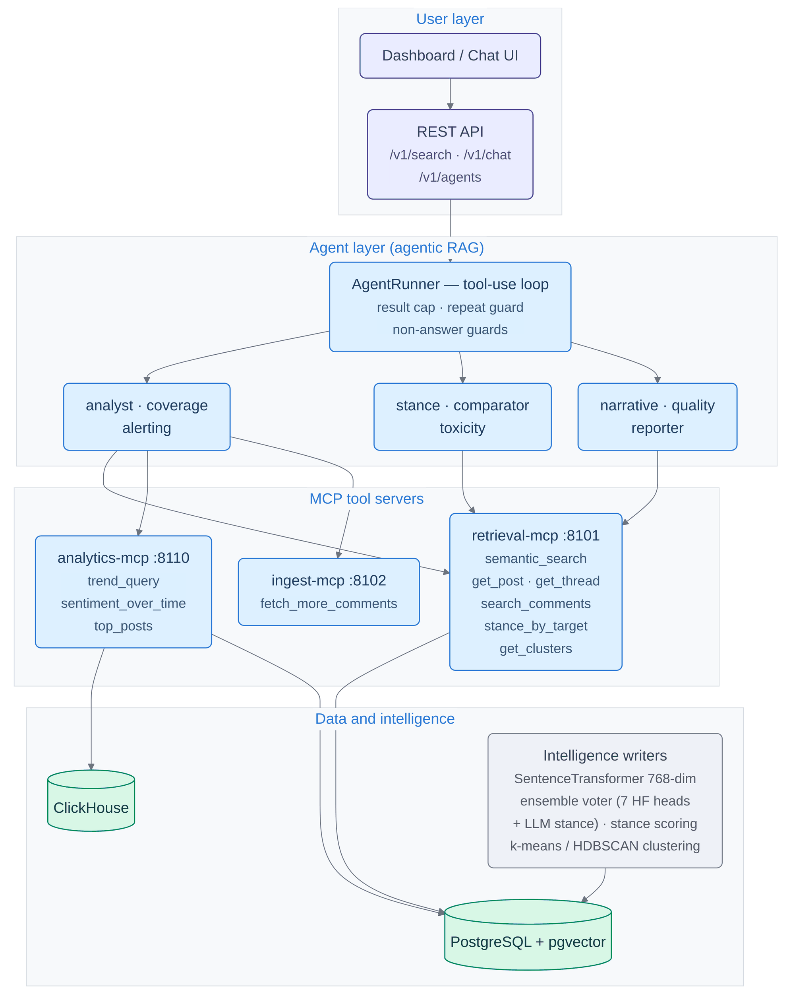 User layer
Dashboard / Chat UI
REST API
/v1/search · /v1/chat
/v1/agents
Agent layer (agentic RAG)
AgentRunner — tool-use loop
result cap · repeat guard
non-answer guards
analyst · coverage
alerting
stance · comparator
toxicity
narrative · quality
reporter
MCP tool servers
analytics-mcp :8110
trend_query
sentiment_over_time
top_posts
ingest-mcp :8102
fetch_more_comments
retrieval-mcp :8101
semantic_search
get_post · get_thread
search_comments
stance_by_target
get_clusters
Data and intelligence
ClickHouse
Intelligence writers
SentenceTransformer 768-dim
ensemble voter (7 HF heads
+ LLM stance) · stance scoring
k-means / HDBSCAN clustering
PostgreSQL + pgvector